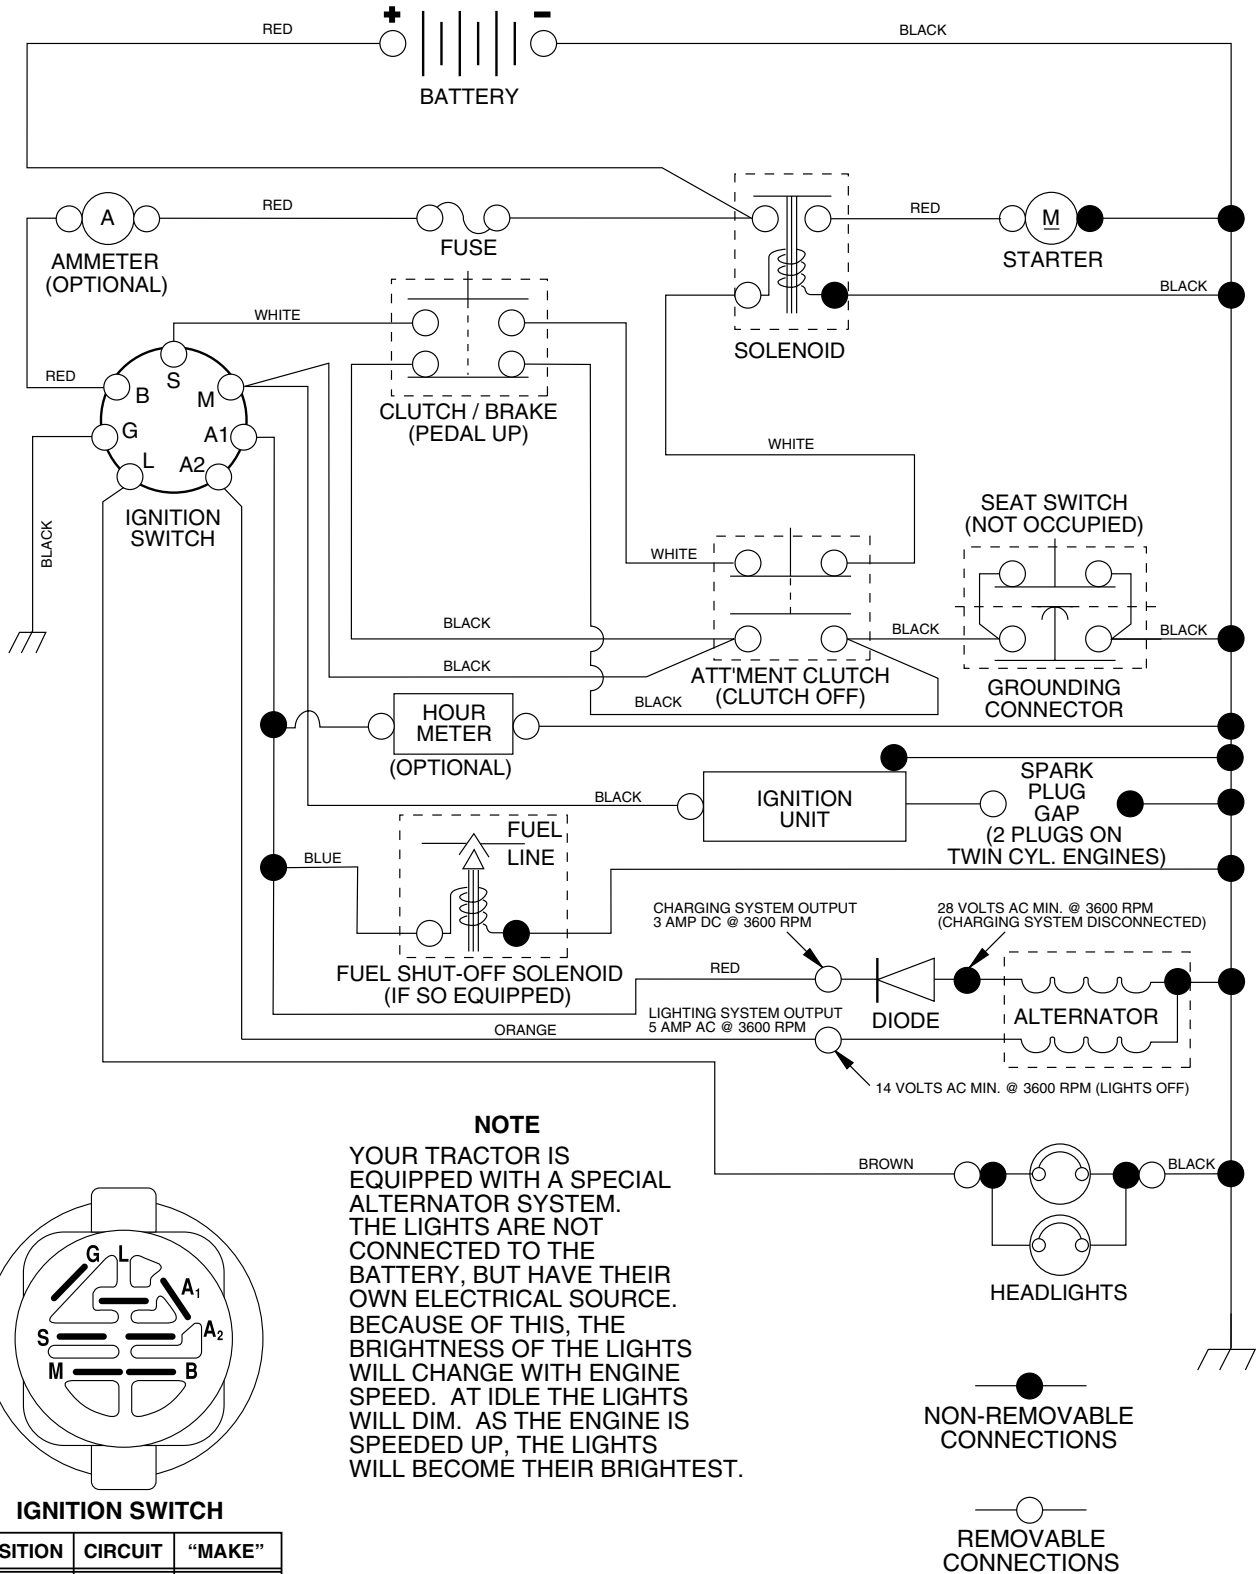 + −
RED
BLACK
BATTERY
A
RED
FUSE
RED
M
STARTER
AMMETER
(OPTIONAL)
BLACK
SOLENOID
WHITE
RED
S
B
M
G
A1
L
A2
IGNITION
SWITCH
BLACK
CLUTCH / BRAKE
(PEDAL UP)
WHITE
SEAT SWITCH
(NOT OCCUPIED)
WHITE
BLACK
BLACK
BLACK
BLACK
ATT'MENT CLUTCH
(CLUTCH OFF)
GROUNDING
CONNECTOR
BLACK
HOUR
METER
(OPTIONAL)
BLACK
IGNITION
UNIT
SPARK
PLUG
GAP
(2 PLUGS ON
TWIN CYL. ENGINES)
FUEL
LINE
BLUE
FUEL SHUT-OFF SOLENOID
(IF SO EQUIPPED)
CHARGING SYSTEM OUTPUT
3 AMP DC @ 3600 RPM
28 VOLTS AC MIN. @ 3600 RPM
(CHARGING SYSTEM DISCONNECTED)
RED
DIODE
ALTERNATOR
LIGHTING SYSTEM OUTPUT
5 AMP AC @ 3600 RPM
ORANGE
14 VOLTS AC MIN. @ 3600 RPM (LIGHTS OFF)
NOTE
YOUR TRACTOR IS
EQUIPPED WITH A SPECIAL
ALTERNATOR SYSTEM.
THE LIGHTS ARE NOT
CONNECTED TO THE
BATTERY, BUT HAVE THEIR
OWN ELECTRICAL SOURCE.
BECAUSE OF THIS, THE
BRIGHTNESS OF THE LIGHTS
WILL CHANGE WITH ENGINE
SPEED. AT IDLE THE LIGHTS
WILL DIM. AS THE ENGINE IS
SPEEDED UP, THE LIGHTS
WILL BECOME THEIR BRIGHTEST.
BROWN
BLACK
HEADLIGHTS
G L
A1
S
A2
M
B
IGNITION SWITCH
SITION CIRCUIT “MAKE”
NON-REMOVABLE
CONNECTIONS
REMOVABLE
CONNECTIONS